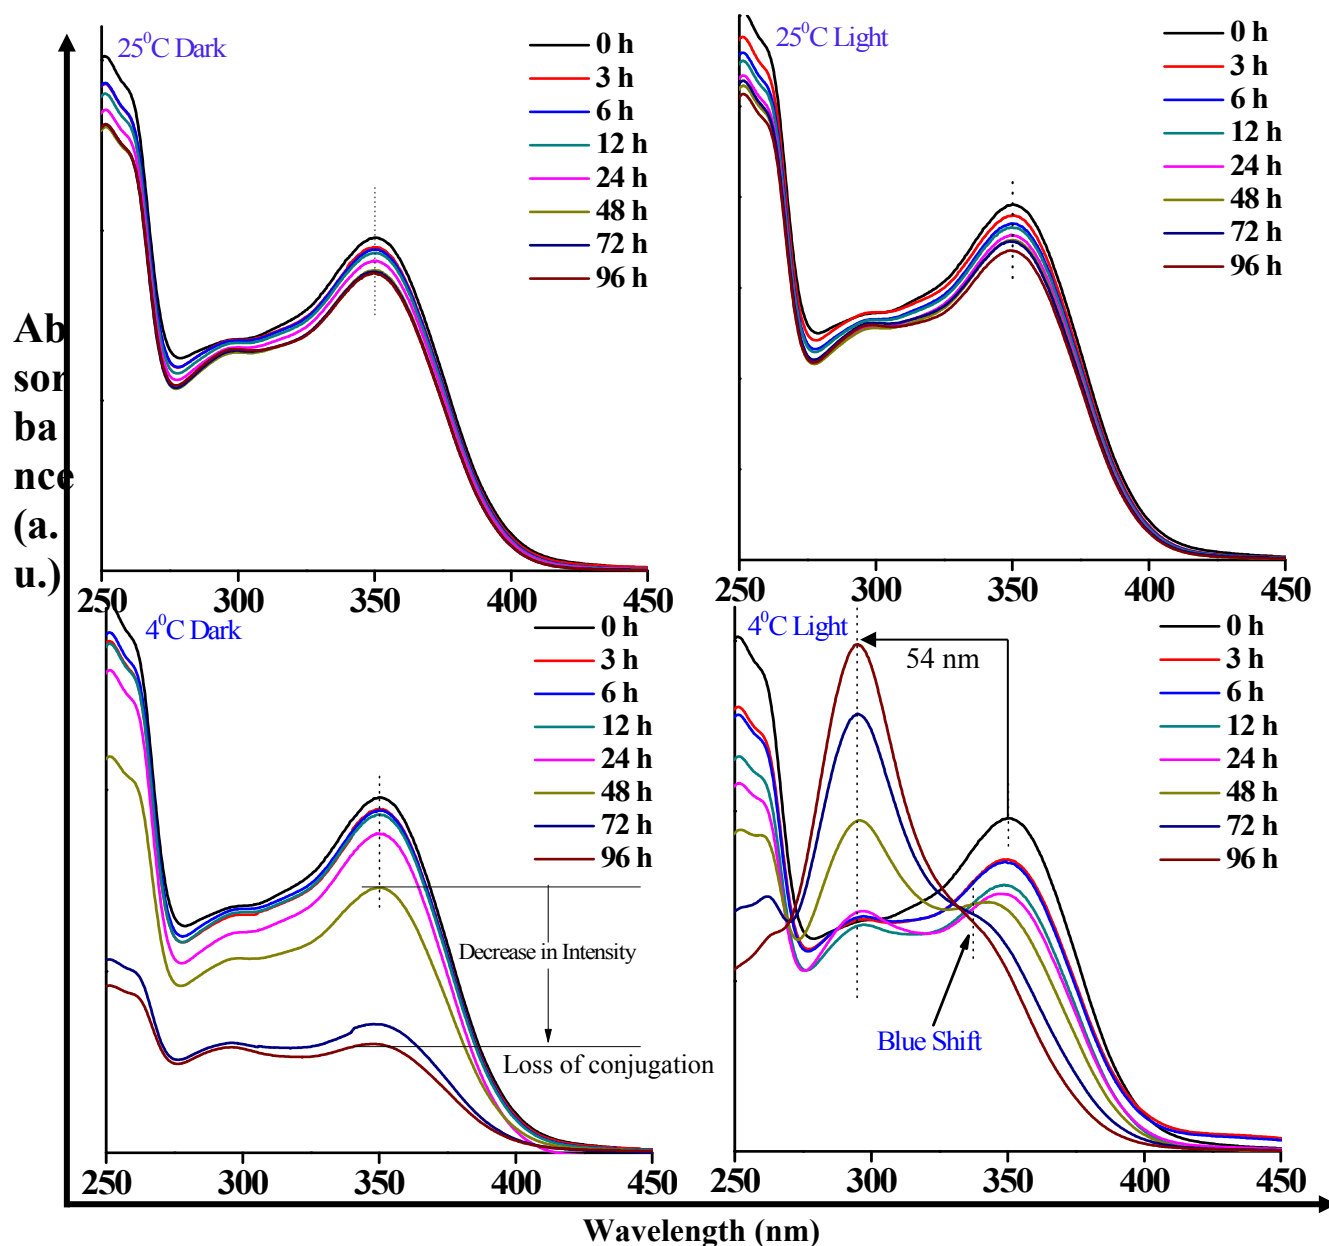 25⁰C Dark
0 h
3 h
6 h
12 h
24 h
48 h
72 h
96 h
250 300 350 400 450
25⁰C Light
0 h
3 h
6 h
12 h
24 h
48 h
72 h
96 h
250 300 350 400 450
Ab
sor
ba
nce
(a.
u.)
4⁰C Dark
0 h
3 h
6 h
12 h
24 h
48 h
72 h
96 h
Decrease in Intensity
Loss of conjugation
250 300 350 400 450
4⁰C Light
54 nm
0 h
3 h
6 h
12 h
24 h
48 h
72 h
96 h
Blue Shift
250 300 350 400 450
Wavelength (nm)